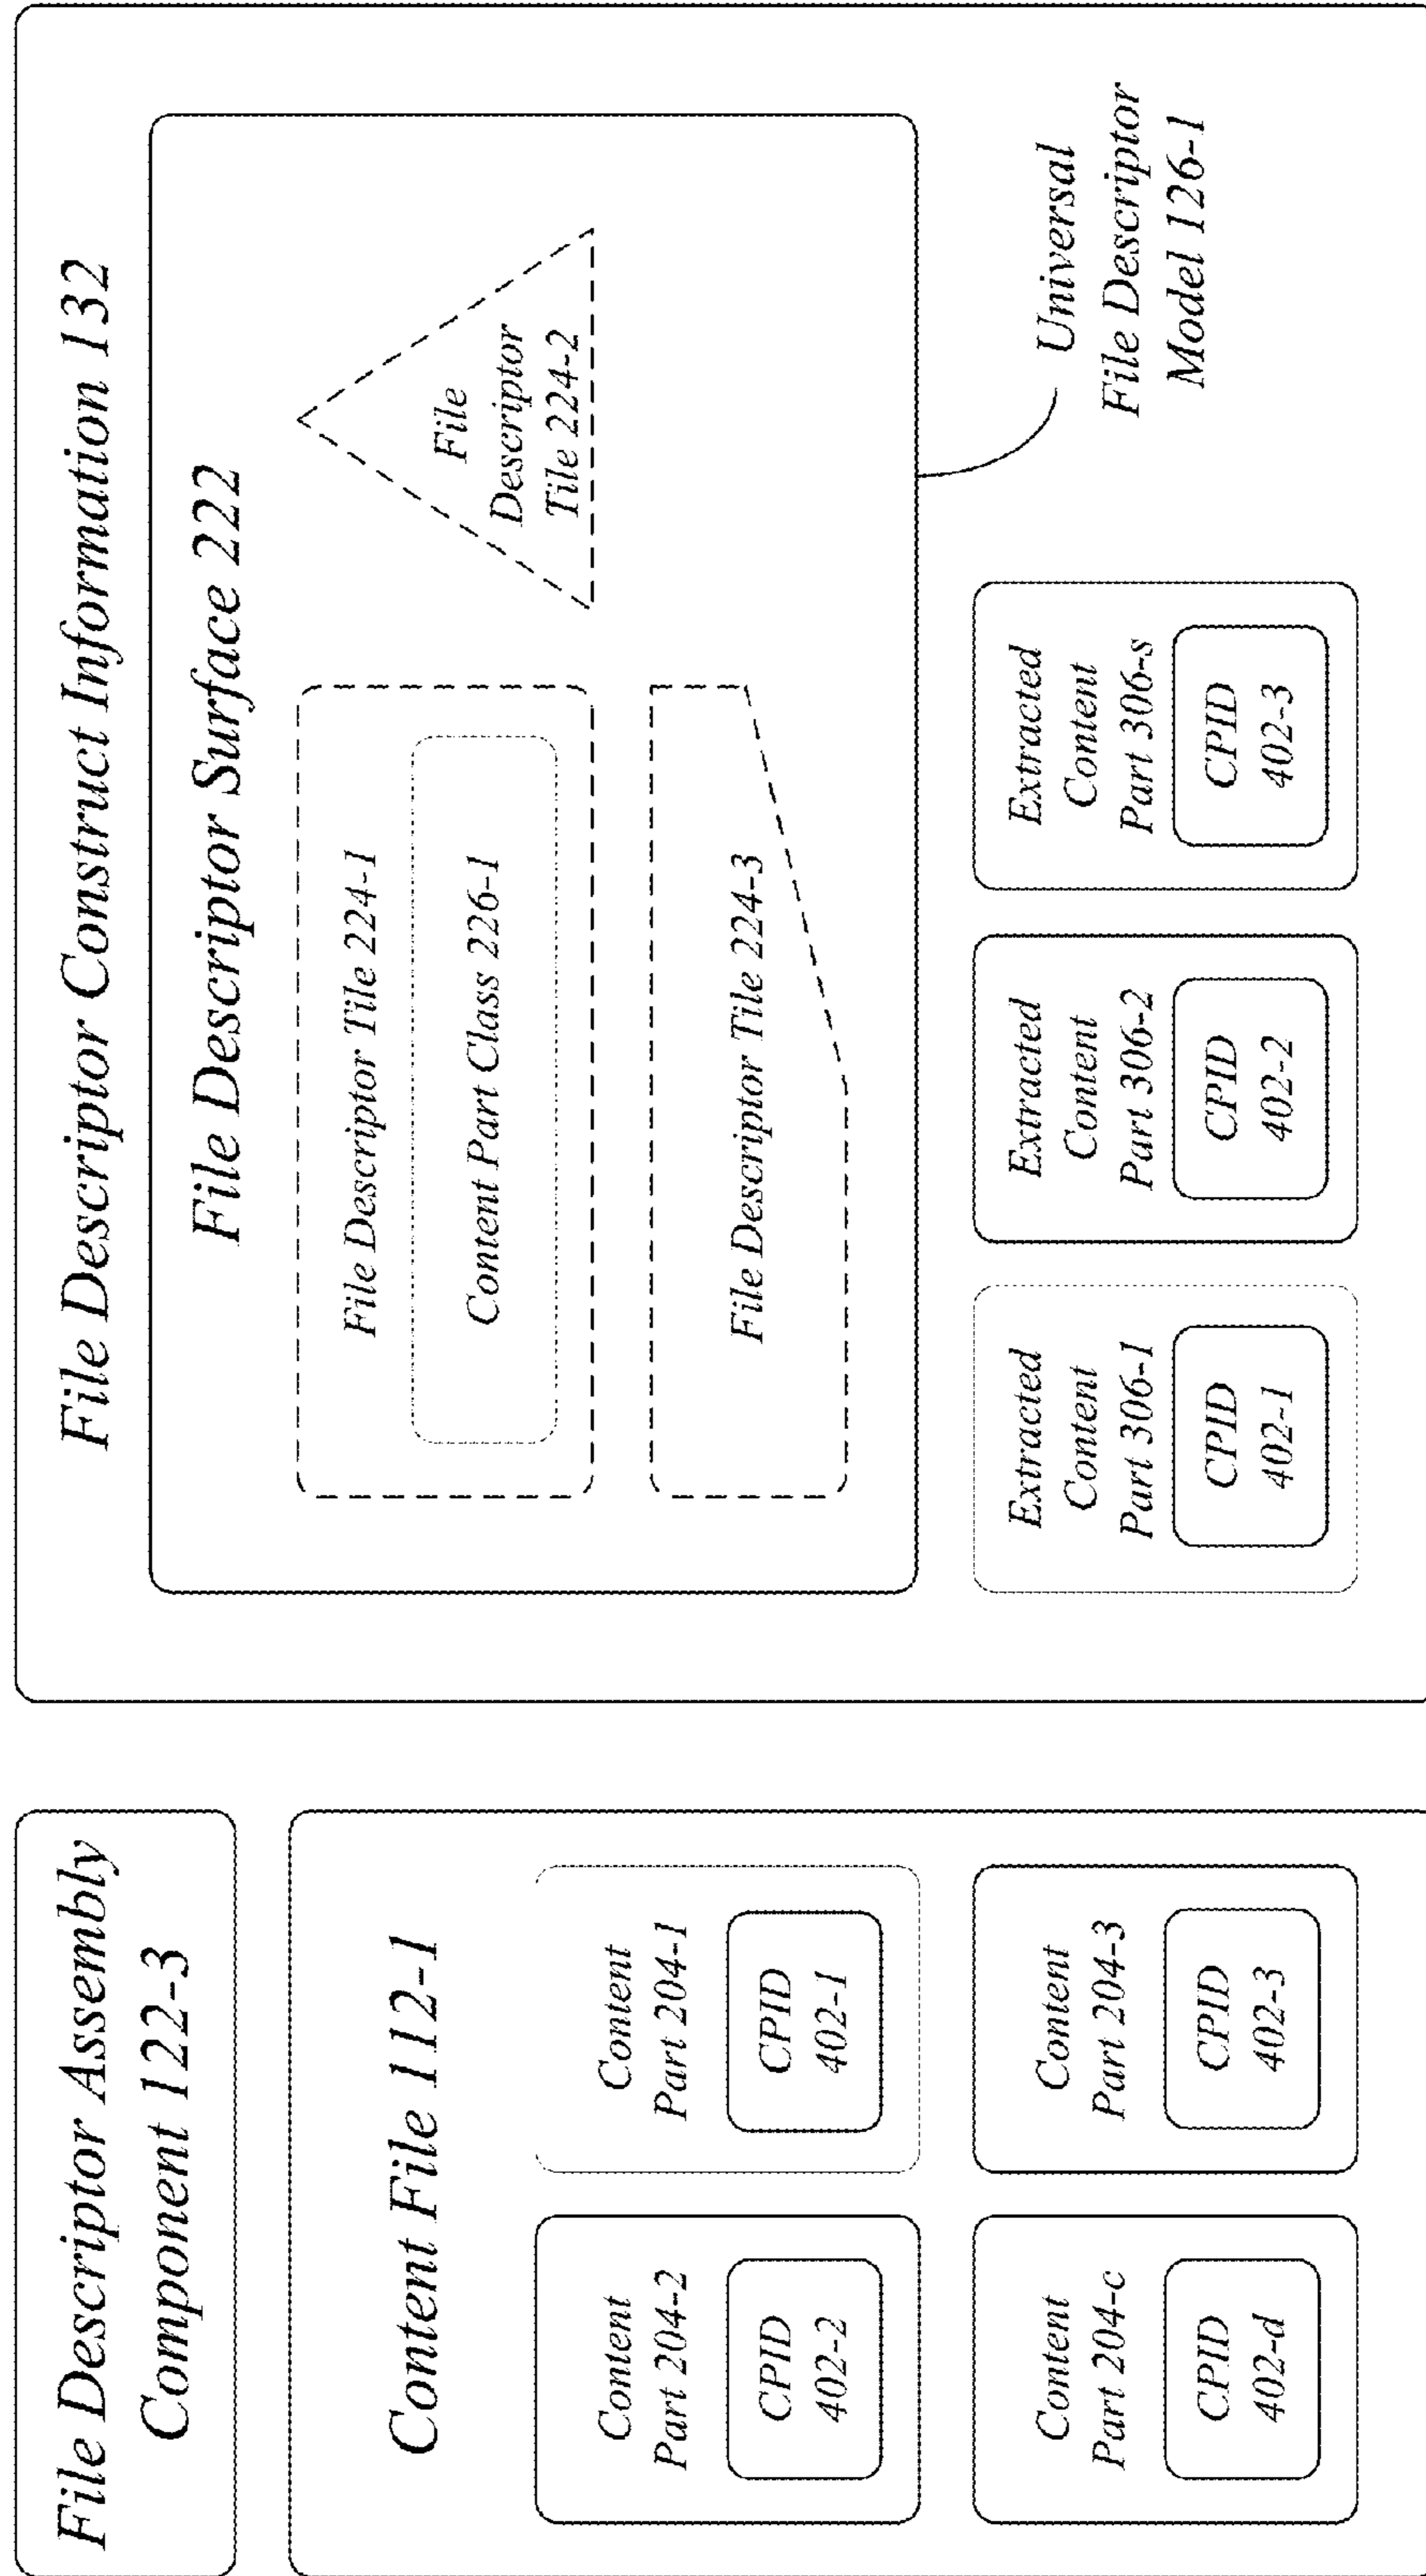 File Descriptor Assembly
Component 122-3
Content File 112-1
Content
Part 204-2
CPID
402-2
Content
Part 204-1
CPID
402-1
Content
Part 204-c
CPID
402-d
Content
Part 204-3
CPID
402-3
File Descriptor Construct Information 132
File Descriptor Surface 222
File Descriptor Tile 224-1
Content Part Class 226-1
File
Descriptor
Tile 224-2
File Descriptor Tile 224-3
Extracted
Content
Part 306-1
CPID
402-1
Extracted
Content
Part 306-2
CPID
402-2
Extracted
Content
Part 306-s
CPID
402-3
Universal
File Descriptor
Model 126-1